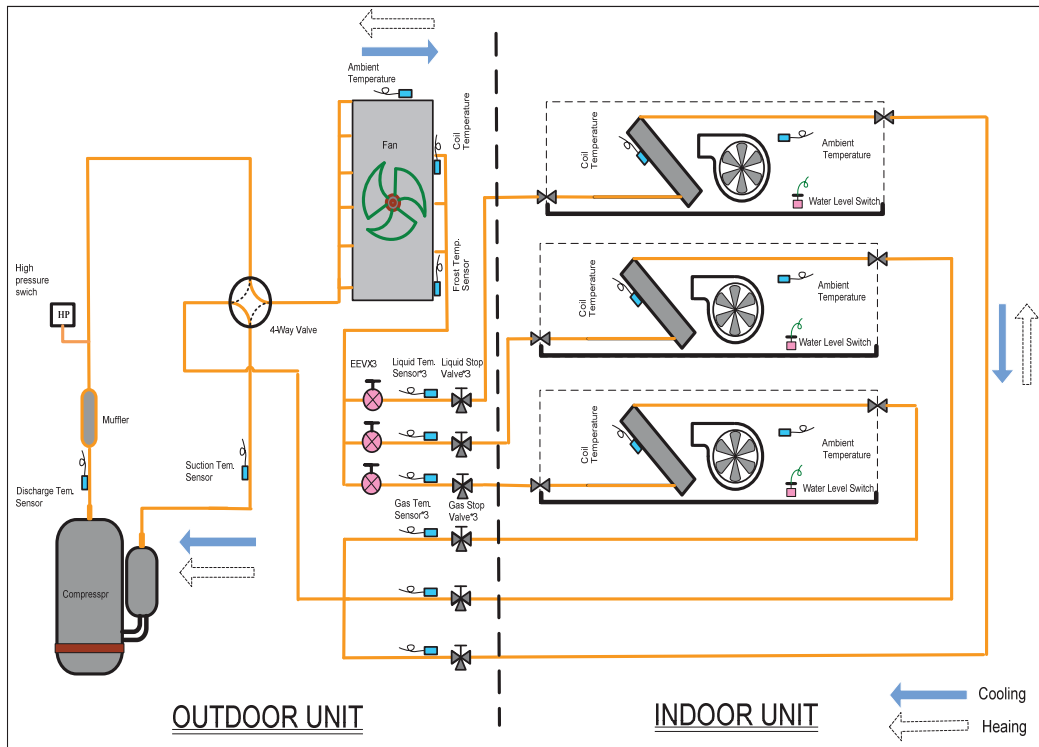 Ambient
Temperature
Fan
Coil
Temperature
Frost Temp.
Sensor
High
pressure
swich
HP
4-Way Valve
Muffler
Discharge Tem.
Sensor
Suction Tem.
Sensor
Compresspr
EEVX3
Liquid Tem.
Sensor*3
Liquid Stop
Valve*3
Gas Tem.
Sensor*3
Gas Stop
Valve*3
Coil
Temperature
Ambient
Temperature
Water Level Switch
Coil
Temperature
Ambient
Temperature
Water Level Switch
Coil
Temperature
Ambient
Temperature
Water Level Switch
OUTDOOR UNIT
INDOOR UNIT
Cooling
Heaing